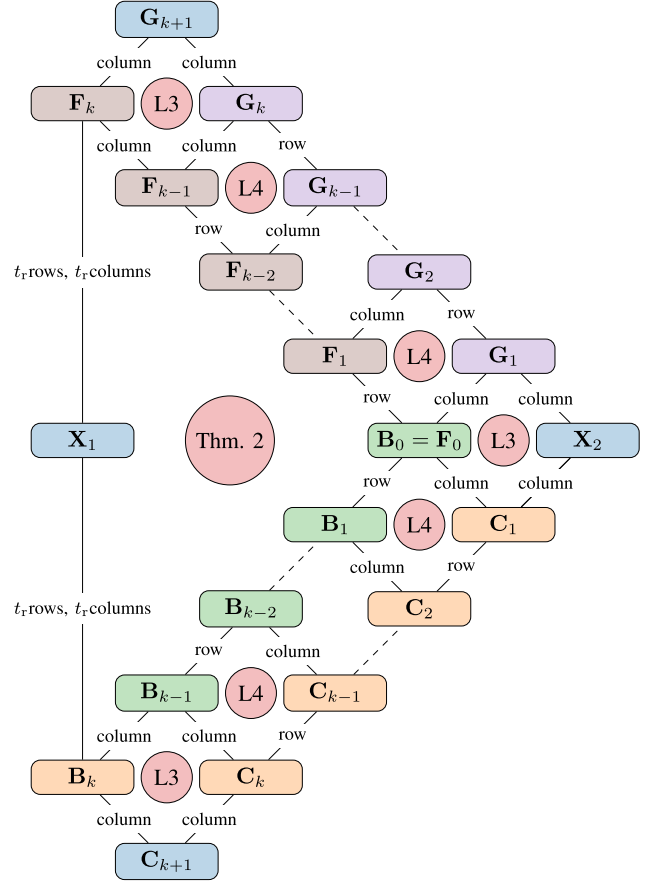 G_{k+1}
column column
F_k L3 G_k
column column row
F_{k−1} L4 G_{k−1}
row column
F_{k−2} G_2
t_r rows, t_r columns
column row
F_1 L4 G_1
row column column
X_1 Thm. 2 B_0 = F_0 L3 X_2
row column column
B_1 L4 C_1
column row
t_r rows, t_r columns
B_{k−2} C_2
row column
B_{k−1} L4 C_{k−1}
column column row
B_k L3 C_k
column column
C_{k+1}